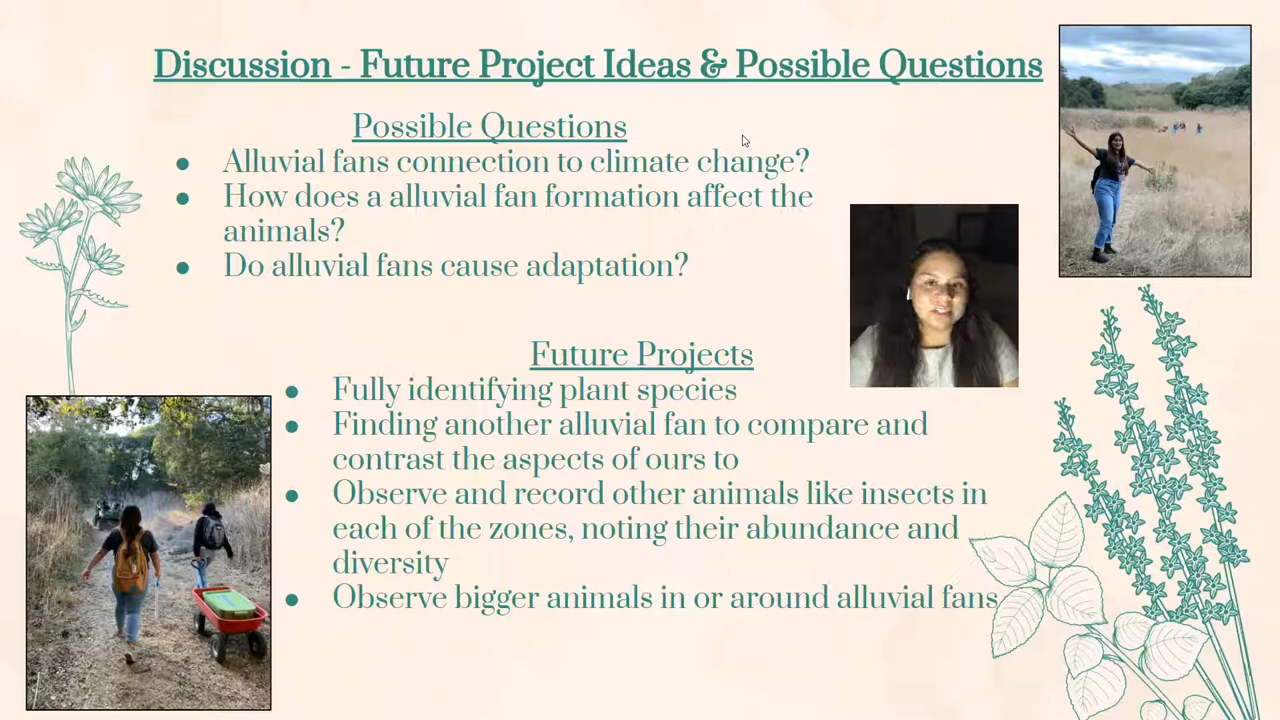 Discussion - Future Project Ideas & Possible Questions
Possible Questions
● Alluvial fans connection to climate change?
● How does a alluvial fan formation affect the
animals?
● Do alluvial fans cause adaptation?
Future Projects
● Fully identifying plant species
● Finding another alluvial fan to compare and
contrast the aspects of ours to
● Observe and record other animals like insects in
each of the zones, noting their abundance and
diversity
● Observe bigger animals in or around alluvial fans